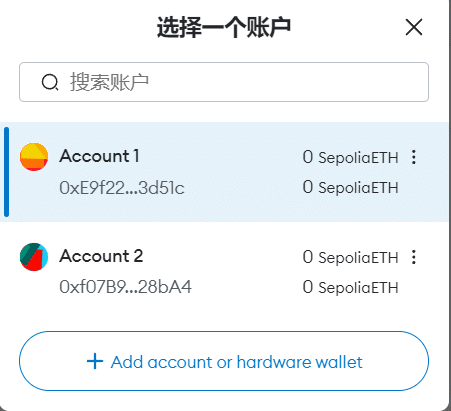 选择一个账户
搜索账户
Account 1
0 SepoliaETH
0xE9f22...3d51c
0 SepoliaETH
Account 2
0 SepoliaETH
0xf07B9...28bA4
0 SepoliaETH
+ Add account or hardware wallet